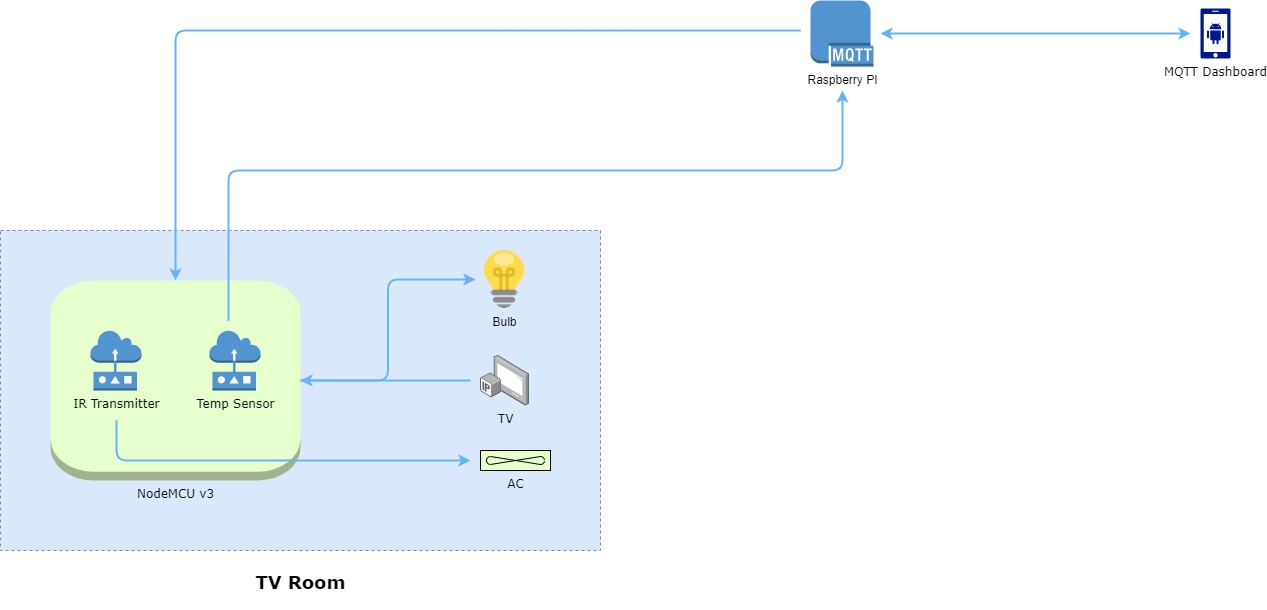 MQTT
Raspberry PI
MQTT Dashboard
Bulb
IP
TV
IR Transmitter
Temp Sensor
AC
NodeMCU v3
TV Room